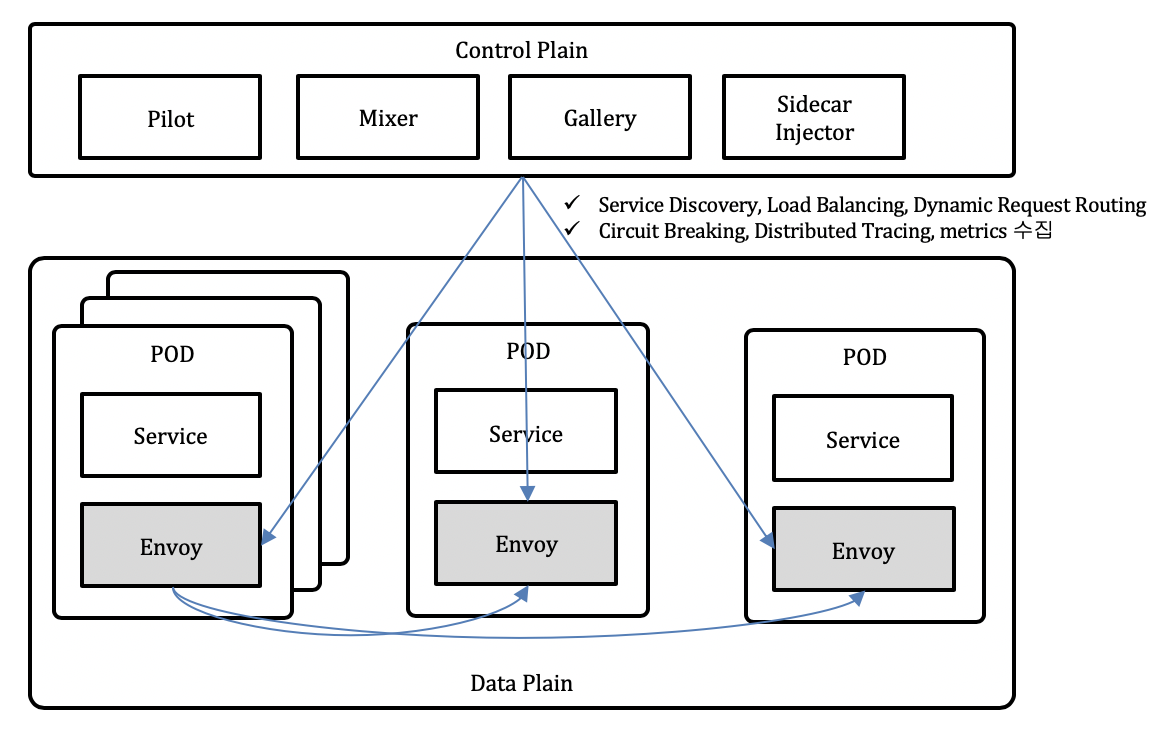 Control Plain
Pilot
Mixer
Gallery
Sidecar
Injector
✓ Service Discovery, Load Balancing, Dynamic Request Routing
✓ Circuit Breaking, Distributed Tracing, metrics 수집
POD
Service
Envoy
POD
Service
Envoy
POD
Service
Envoy
Data Plain